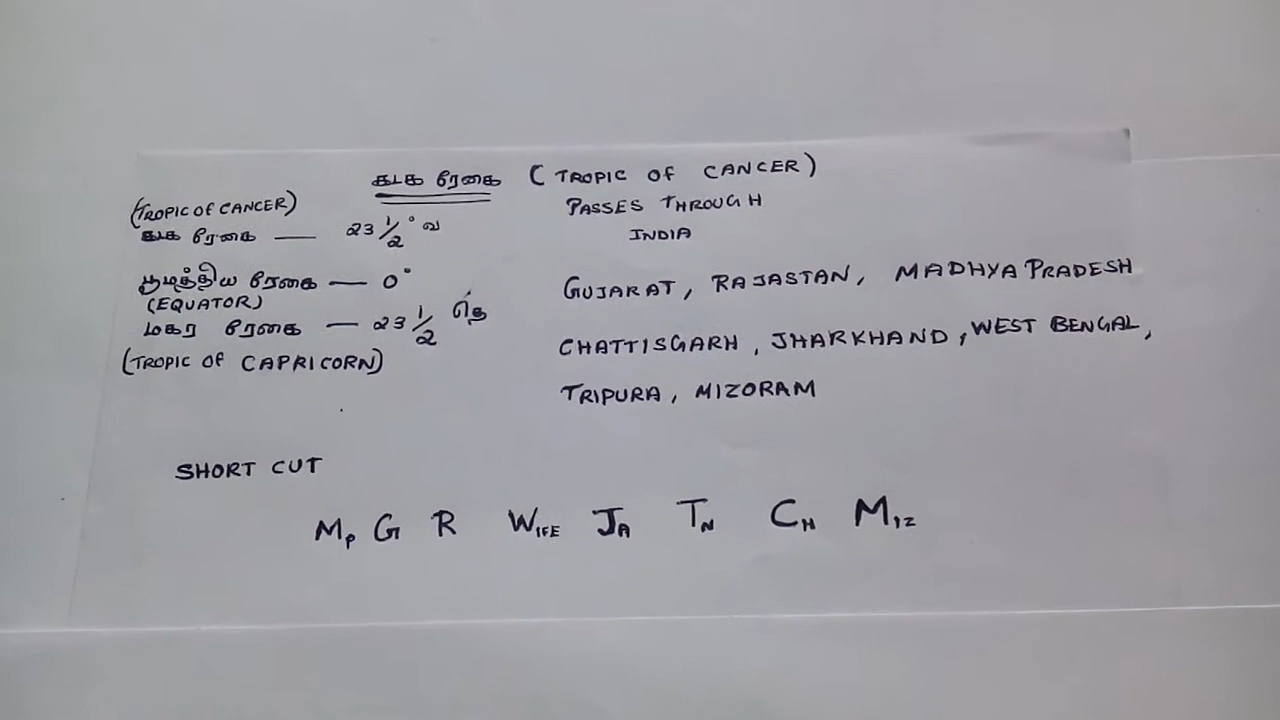 கடக ரேகை (TROPIC OF CANCER)
PASSES THROUGH
INDIA
(TROPIC OF CANCER)
கடக ரேகை — 23 1/2° வ
பூமத்திய ரேகை — 0°
(EQUATOR)
மகர ரேகை — 23 1/2 தெ
(TROPIC OF CAPRICORN)
GUJARAT, RAJASTAN, MADHYA PRADESH
CHATTISGARH, JHARKHAND, WEST BENGAL,
TRIPURA, MIZORAM
SHORT CUT
MP G R WIFE JA TN CH MIZ